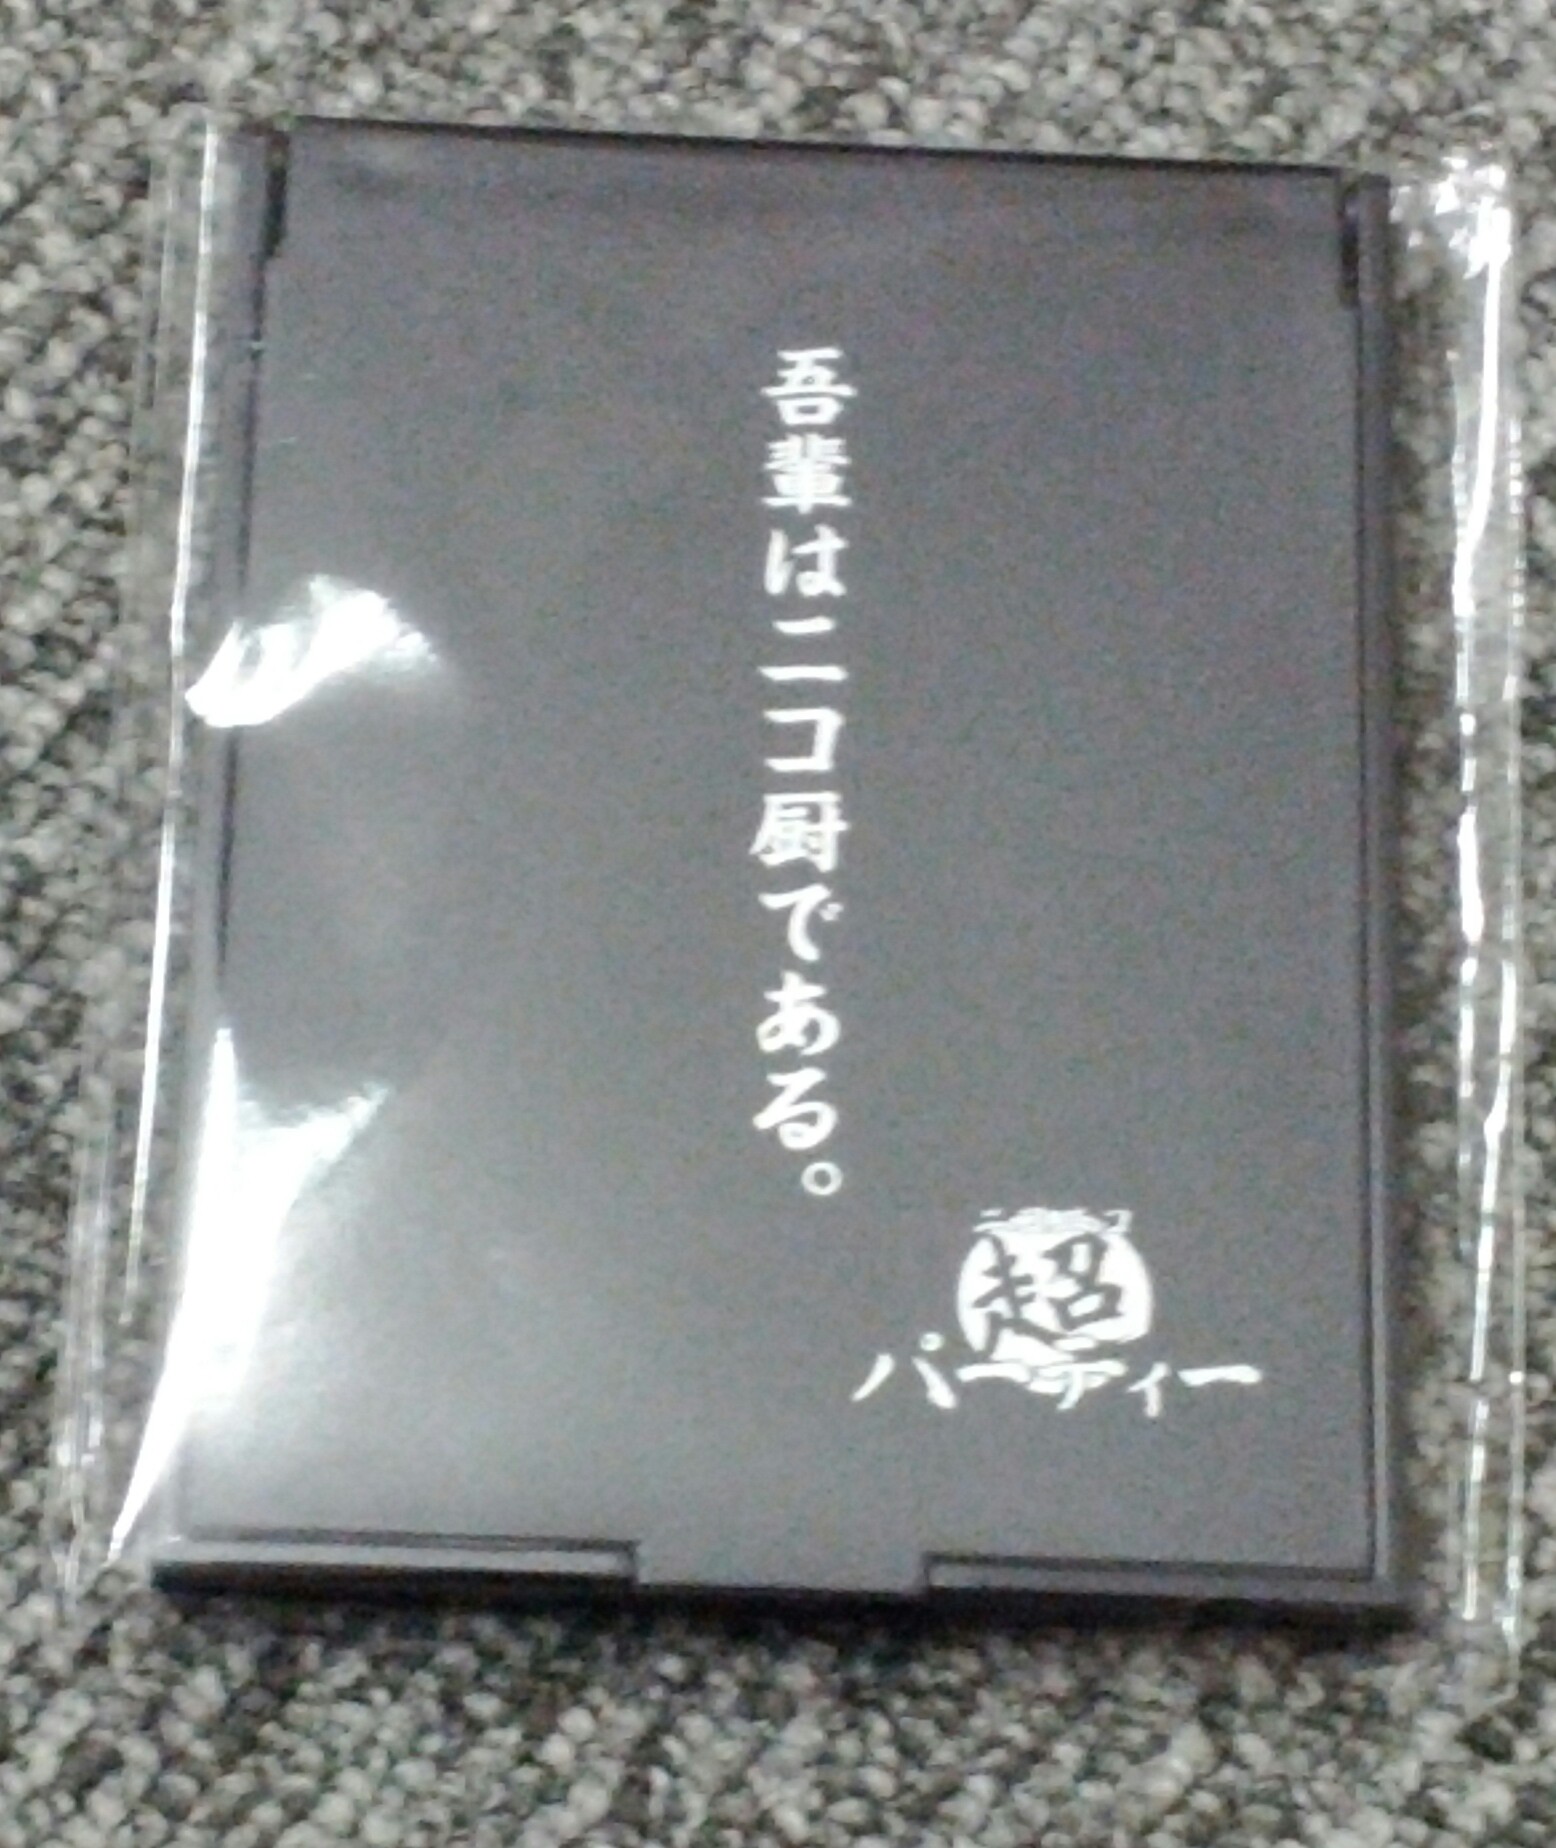 吾輩はニコ厨である。
超
パーティー